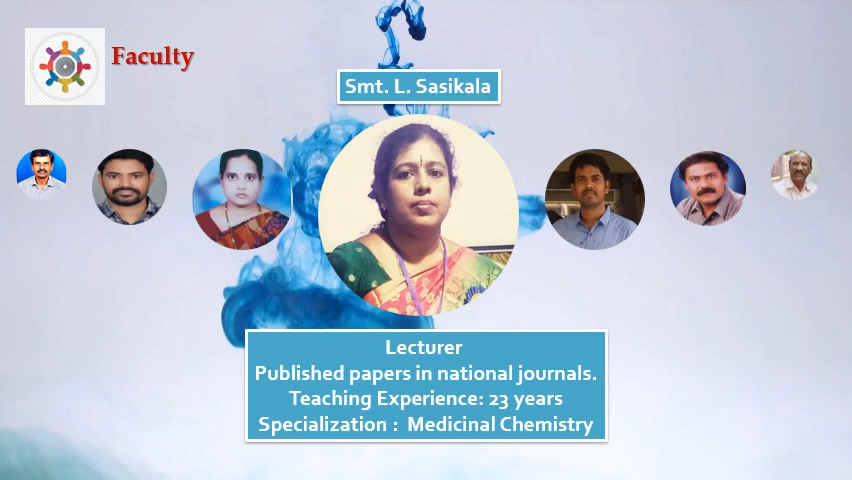 Faculty
Smt. L. Sasikala
Lecturer
Published papers in national journals.
Teaching Experience: 23 years
Specialization :  Medicinal Chemistry